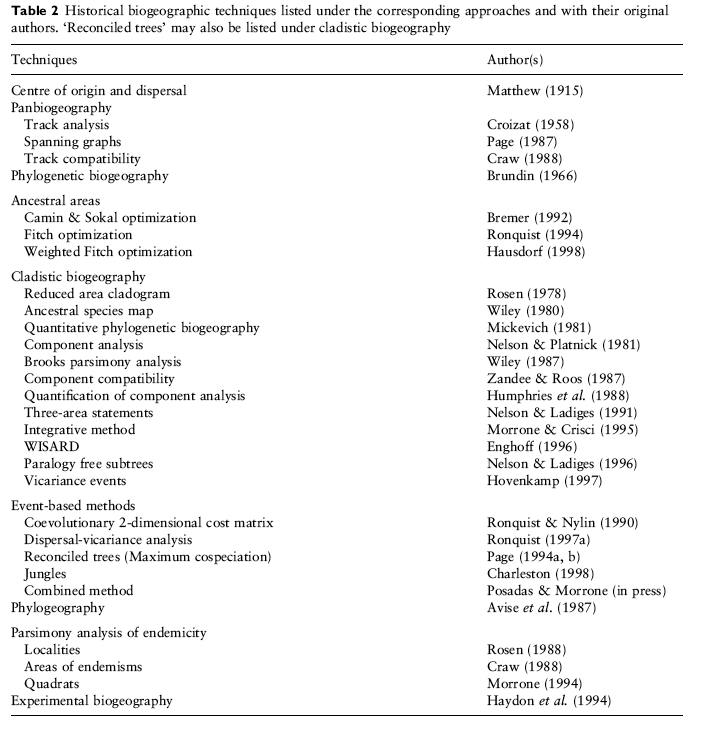 Table 2 Historical biogeographic techniques listed under the corresponding approaches and with their original
authors. ‘Reconciled trees’ may also be listed under cladistic biogeography
Techniques Author(s)
Centre of origin and dispersal Matthew (1915)
Panbiogeography
Track analysis Croizat (1958)
Spanning graphs Page (1987)
Track compatibility Craw (1988)
Phylogenetic biogeography Brundin (1966)
Ancestral areas
Camin & Sokal optimization Bremer (1992)
Fitch optimization Ronquist (1994)
Weighted Fitch optimization Hausdorf (1998)
Cladistic biogeography
Reduced area cladogram Rosen (1978)
Ancestral species map Wiley (1980)
Quantitative phylogenetic biogeography Mickevich (1981)
Component analysis Nelson & Platnick (1981)
Brooks parsimony analysis Wiley (1987)
Component compatibility Zandee & Roos (1987)
Quantification of component analysis Humphries et al. (1988)
Three-area statements Nelson & Ladiges (1991)
Integrative method Morrone & Crisci (1995)
WISARD Enghoff (1996)
Paralogy free subtrees Nelson & Ladiges (1996)
Vicariance events Hovenkamp (1997)
Event-based methods
Coevolutionary 2-dimensional cost matrix Ronquist & Nylin (1990)
Dispersal-vicariance analysis Ronquist (1997a)
Reconciled trees (Maximum cospeciation) Page (1994a, b)
Jungles Charleston (1998)
Combined method Posadas & Morrone (in press)
Phylogeography Avise et al. (1987)
Parsimony analysis of endemicity
Localities Rosen (1988)
Areas of endemisms Craw (1988)
Quadrats Morrone (1994)
Experimental biogeography Haydon et al. (1994)